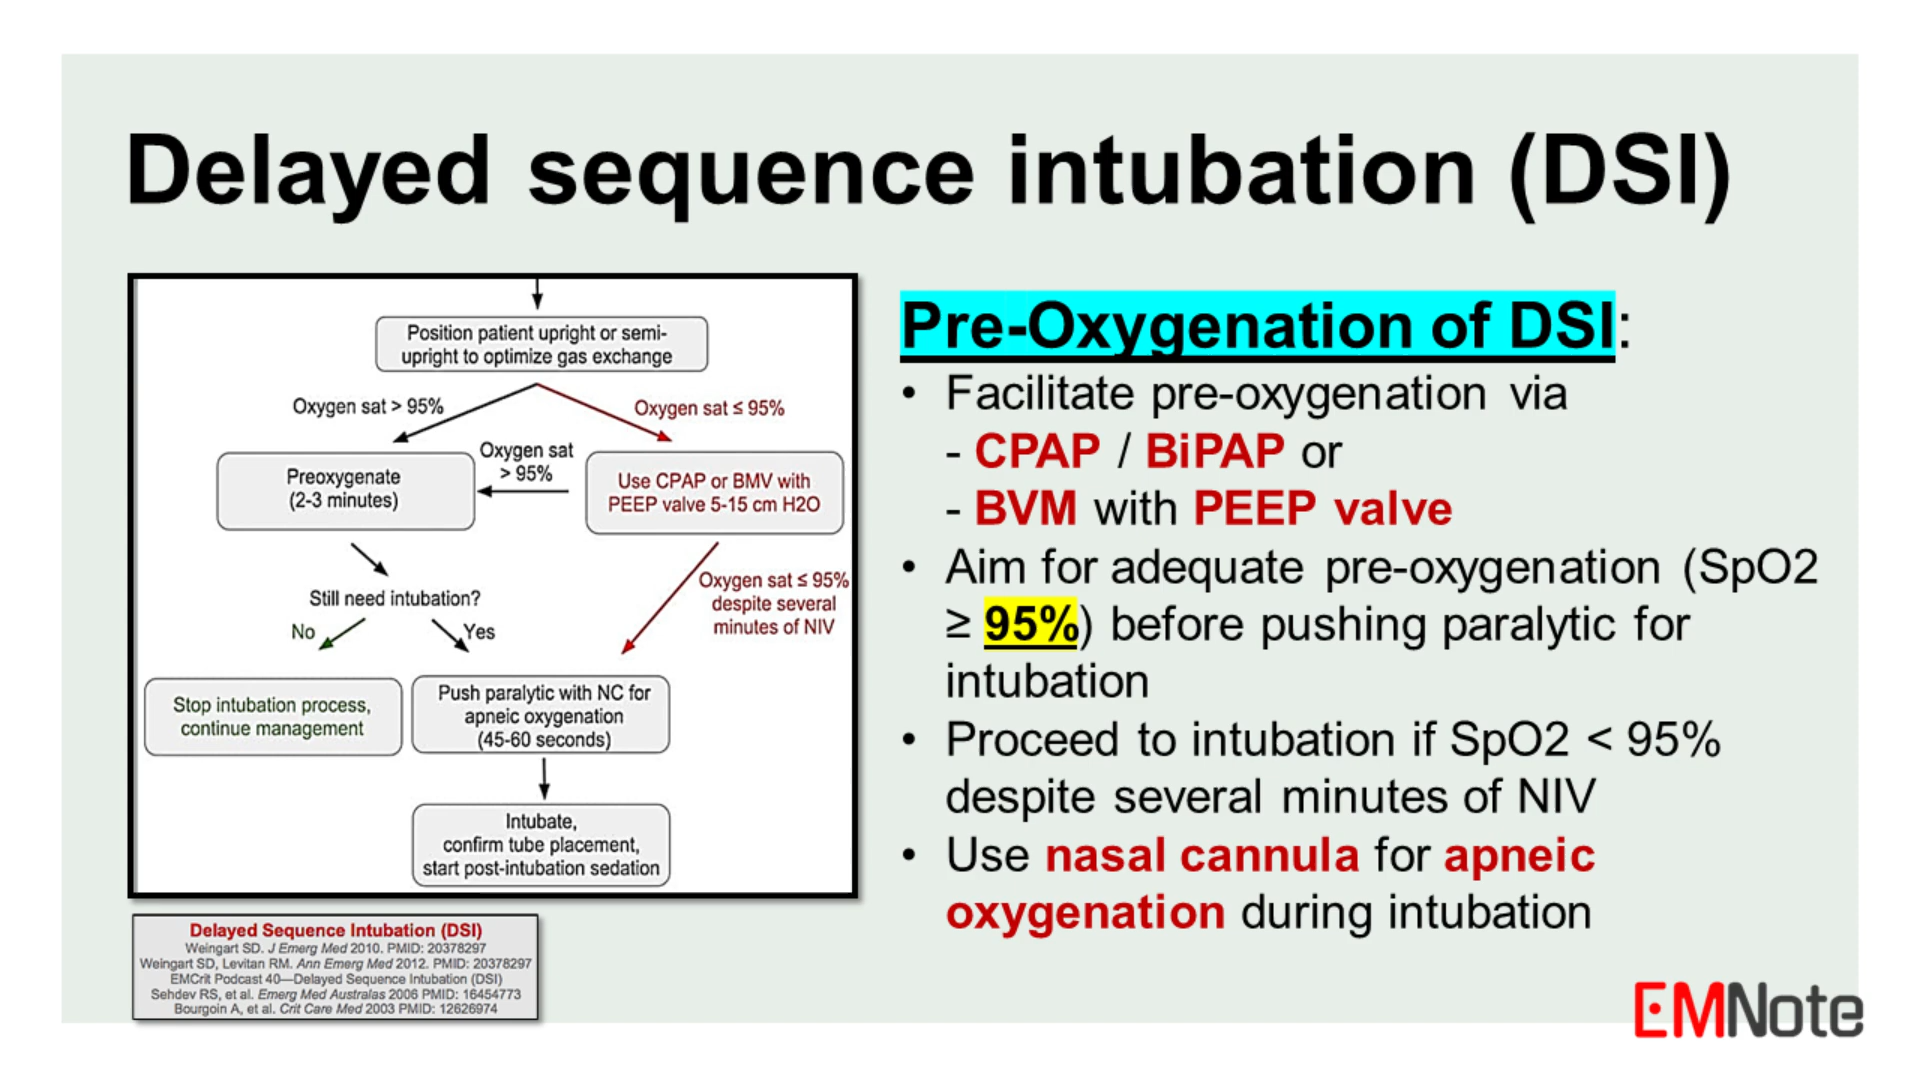 Delayed sequence intubation (DSI)
Position patient upright or semi-
upright to optimize gas exchange
Oxygen sat > 95%
Oxygen sat ≤ 95%
Preoxygenate
(2-3 minutes)
Oxygen sat
> 95%
Use CPAP or BMV with
PEEP valve 5-15 cm H2O
Still need intubation?
Oxygen sat ≤ 95%
despite several
minutes of NIV
No
Yes
Stop intubation process,
continue management
Push paralytic with NC for
apneic oxygenation
(45-60 seconds)
Intubate,
confirm tube placement,
start post-intubation sedation
Delayed Sequence Intubation (DSI)
Weingart SD. J Emerg Med 2010. PMID: 20378297
Weingart SD, Levitan RM. Ann Emerg Med 2012. PMID: 20378297
EMCrit Podcast 40—Delayed Sequence Intubation (DSI)
Sehdev RS, et al. Emerg Med Australas 2006 PMID: 16454773
Bourgoin A, et al. Crit Care Med 2003 PMID: 12626974
Pre-Oxygenation of DSI:
• Facilitate pre-oxygenation via
- CPAP / BiPAP or
- BVM with PEEP valve
• Aim for adequate pre-oxygenation (SpO2
≥ 95%) before pushing paralytic for
intubation
• Proceed to intubation if SpO2 < 95%
despite several minutes of NIV
• Use nasal cannula for apneic
oxygenation during intubation
EMNote